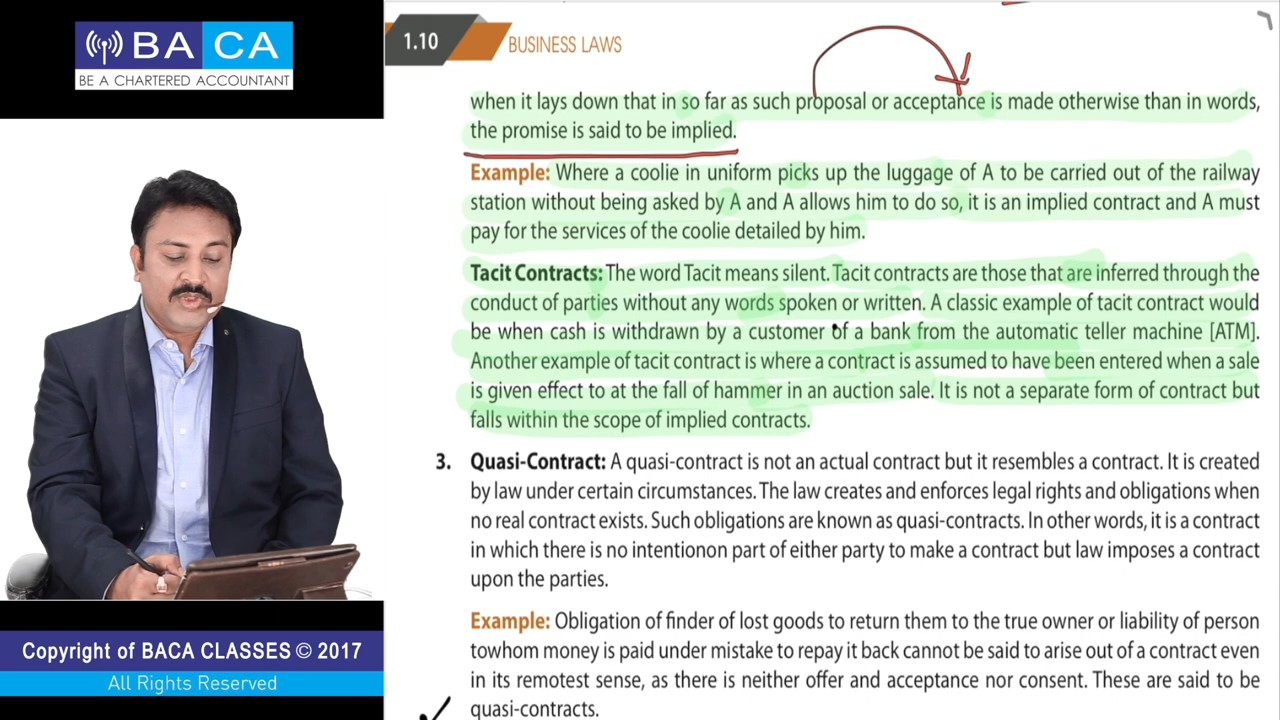 BA CA
BE A CHARTERED ACCOUNTANT
1.10 BUSINESS LAWS
when it lays down that in so far as such proposal or acceptance is made otherwise than in words,
the promise is said to be implied.
Example: Where a coolie in uniform picks up the luggage of A to be carried out of the railway
station without being asked by A and A allows him to do so, it is an implied contract and A must
pay for the services of the coolie detailed by him.
Tacit Contracts: The word Tacit means silent. Tacit contracts are those that are inferred through the
conduct of parties without any words spoken or written. A classic example of tacit contract would
be when cash is withdrawn by a customer of a bank from the automatic teller machine [ATM].
Another example of tacit contract is where a contract is assumed to have been entered when a sale
is given effect to at the fall of hammer in an auction sale. It is not a separate form of contract but
falls within the scope of implied contracts.
3. Quasi-Contract: A quasi-contract is not an actual contract but it resembles a contract. It is created
by law under certain circumstances. The law creates and enforces legal rights and obligations when
no real contract exists. Such obligations are known as quasi-contracts. In other words, it is a contract
in which there is no intentionon part of either party to make a contract but law imposes a contract
upon the parties.
Example: Obligation of finder of lost goods to return them to the true owner or liability of person
towhom money is paid under mistake to repay it back cannot be said to arise out of a contract even
in its remotest sense, as there is neither offer and acceptance nor consent. These are said to be
quasi-contracts.
Copyright of BACA CLASSES © 2017
All Rights Reserved